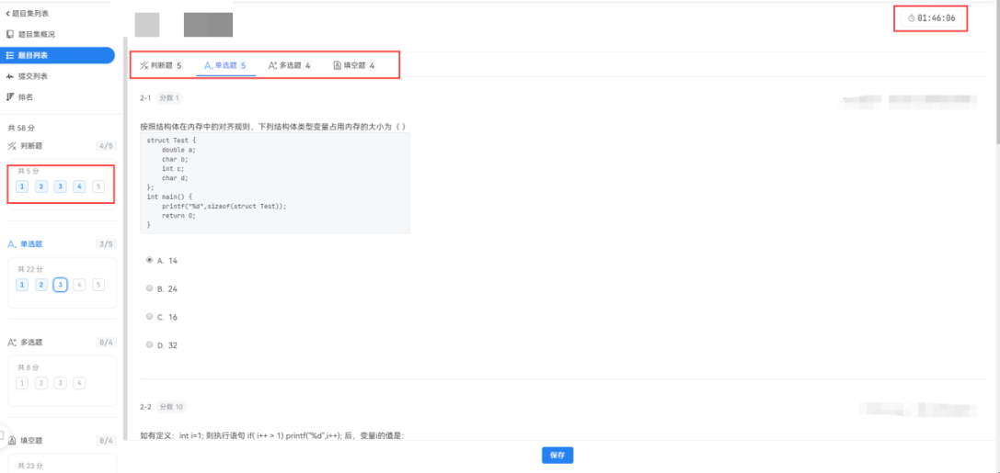 < 题目集列表
题目集概况
题目列表
提交列表
排名
共 58 分
判断题 4/5
共 5 分
1 2 3 4 5
单选题 3/5
共 22 分
1 2 3 4 5
多选题 0/4
共 8 分
1 2 3 4
填空题 0/4
共 23 分
01:46:06
判断题 5 单选题 5 多选题 4 填空题 4
2-1 分数 1
按照结构体在内存中的对齐规则，下列结构体类型变量占用内存的大小为（ ）
struct Test {
double a;
char b;
int c;
char d;
};
int main() {
printf("%d",sizeof(struct Test));
return 0;
}
A. 14
B. 24
C. 16
D. 32
2-2 分数 10
如有定义：int i=1; 则执行语句 if( i++ > 1) printf("%d",i++); 后，变量i的值是:
保存